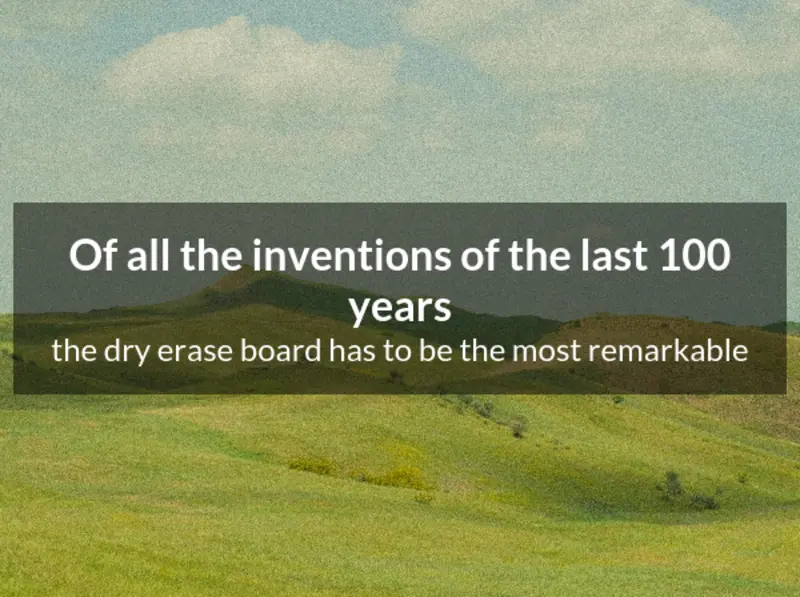 Of all the inventions of the last 100
years
the dry erase board has to be the most remarkable